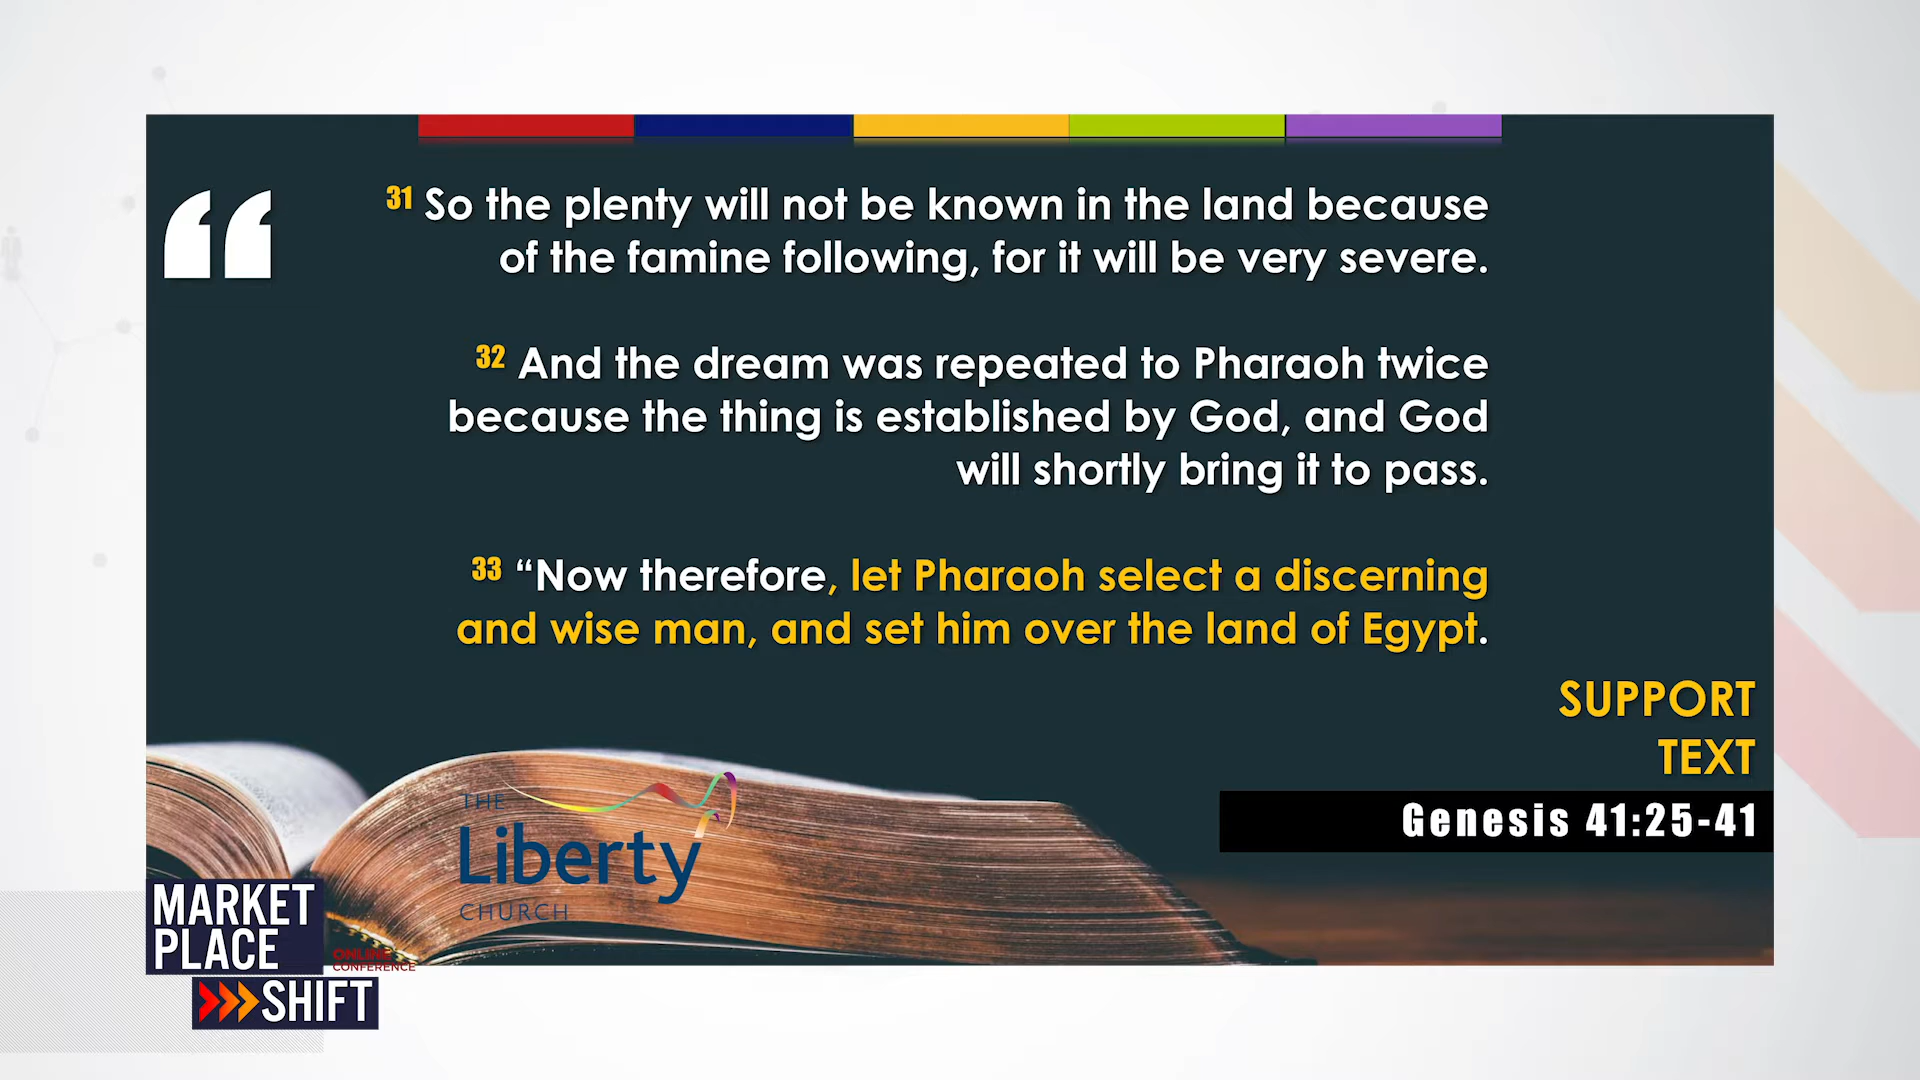 31 So the plenty will not be known in the land because
of the famine following, for it will be very severe.
32 And the dream was repeated to Pharaoh twice
because the thing is established by God, and God
will shortly bring it to pass.
33 “Now therefore, let Pharaoh select a discerning
and wise man, and set him over the land of Egypt.
SUPPORT
TEXT
Genesis 41:25-41
THE
Liberty
CHURCH
MARKET
PLACE
ONLINE
CONFERENCE
SHIFT